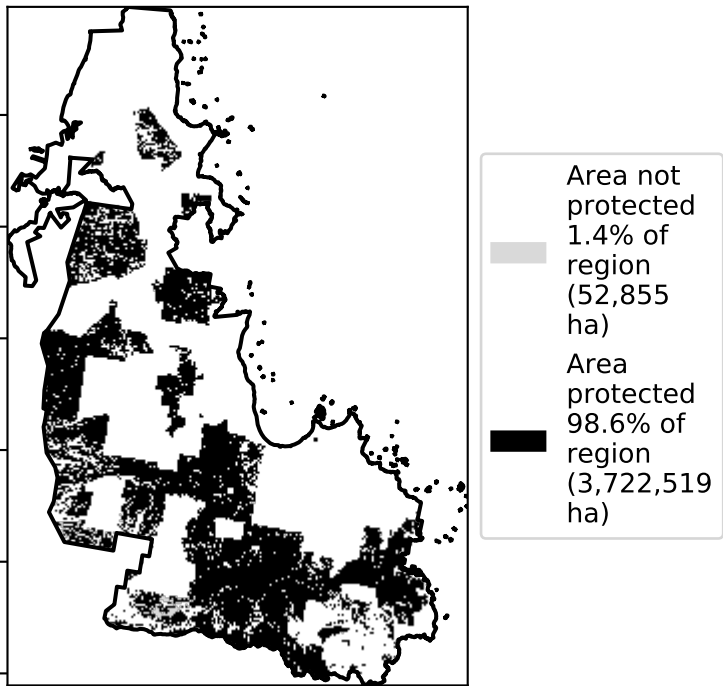 Area not
protected
1.4% of
region
(52,855
ha)
Area
protected
98.6% of
region
(3,722,519
ha)